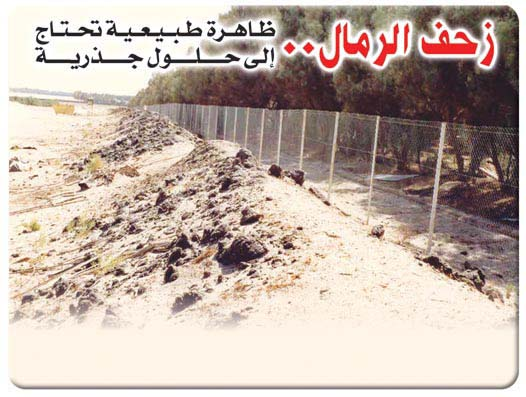 زحف الرمال..
ظاهرة طبيعية تحتاج
إلى حلول جذرية